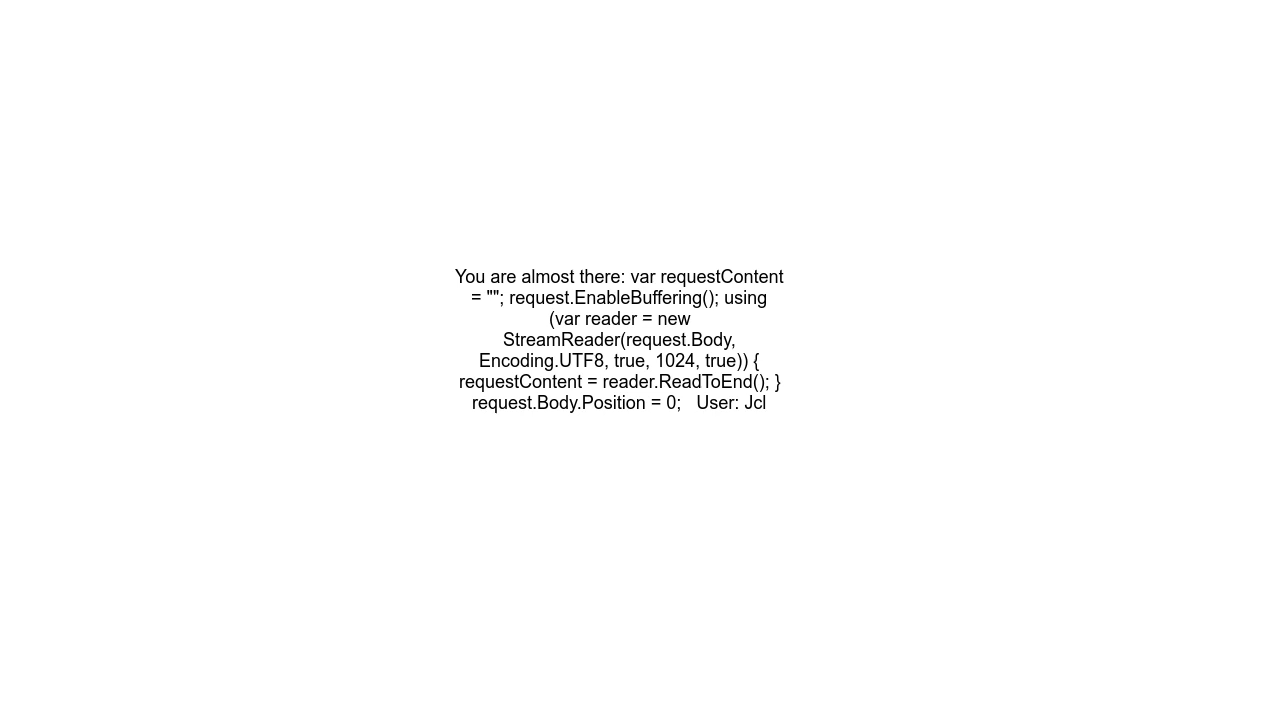 You are almost there: var requestContent
= ""; request.EnableBuffering(); using
(var reader = new
StreamReader(request.Body,
Encoding.UTF8, true, 1024, true)) {
requestContent = reader.ReadToEnd(); }
request.Body.Position = 0;   User: Jcl